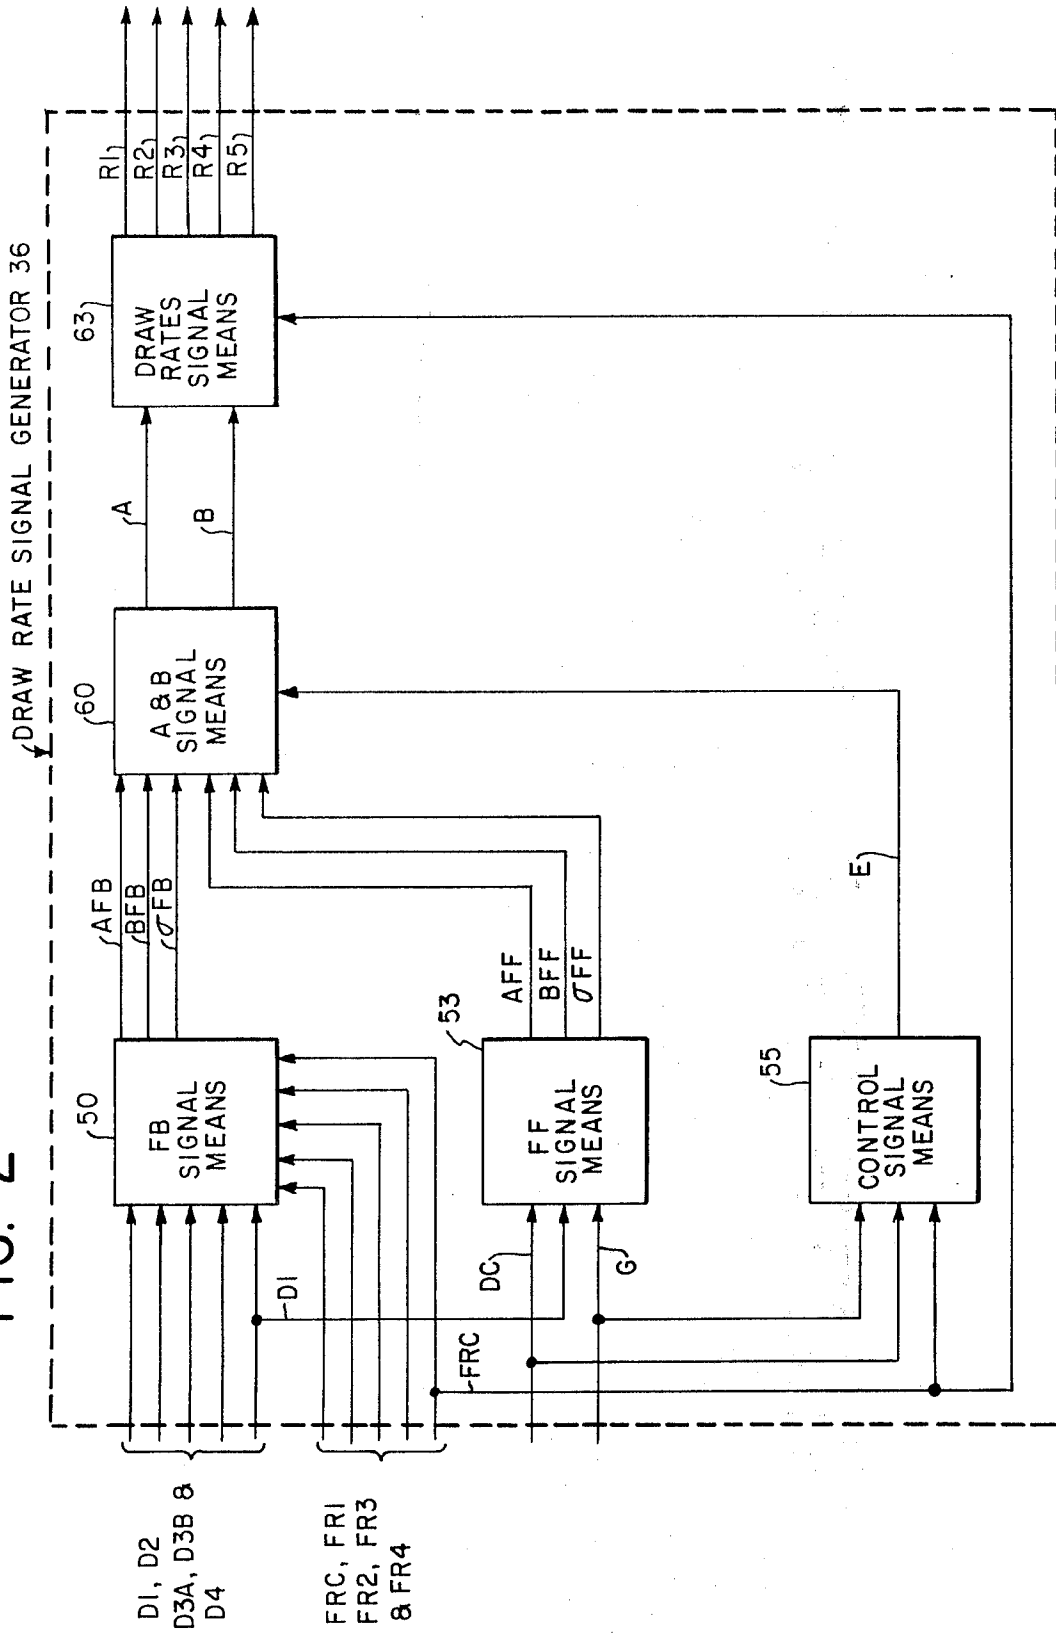 FIG. 2
DRAW RATE SIGNAL GENERATOR 36
D1, D2
D3A, D3B &
D4
FRC, FR1
FR2, FR3
& FR4
50
FB
SIGNAL
MEANS
AFB
BFB
σFB
60
A & B
SIGNAL
MEANS
A
B
63
DRAW
RATES
SIGNAL
MEANS
R1
R2
R3
R4
R5
D1
FRC
DC
G
53
FF
SIGNAL
MEANS
AFF
BFF
σFF
55
CONTROL
SIGNAL
MEANS
E